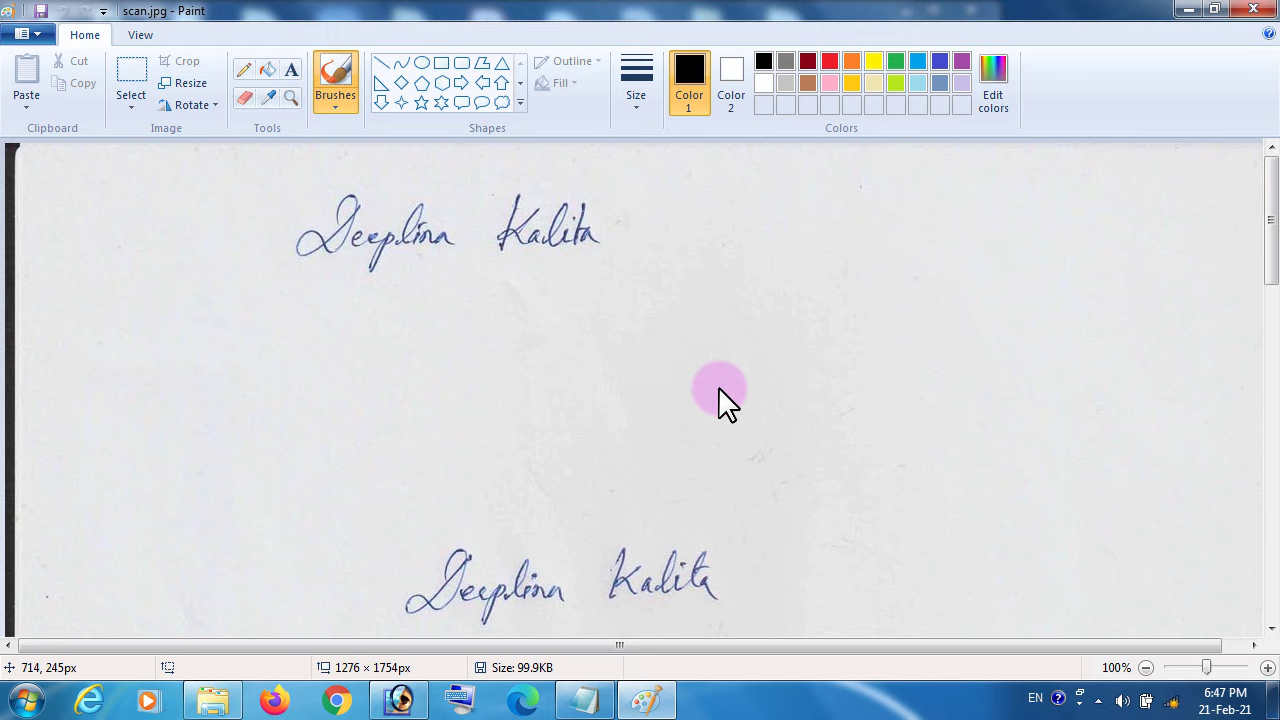 scan.jpg - Paint
Home View
Paste Cut Copy Select Crop Resize Rotate Brushes Outline Fill Size Color 1 Color 2 Edit colors
Clipboard Image Tools Shapes Colors
Deeplina Kalita
Deeplina Kalita
714, 245px 1276 × 1754px Size: 99.9KB 100%
EN 6:47 PM
21-Feb-21